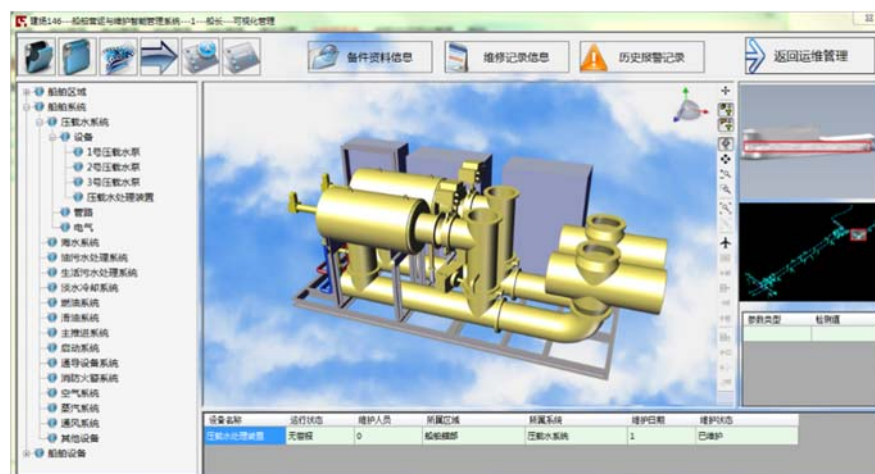 建扬146---船舶营运与维护智能管理系统---1---船长---可视化管理
备件资料信息
维修记录信息
历史报警记录
返回运维管理
船舶区域
船舶系统
压载水系统
设备
1号压载水泵
2号压载水泵
3号压载水泵
压载水处理装置
管路
电气
海水系统
油污水处理系统
生活污水处理系统
淡水冷却系统
燃油系统
滑油系统
主推进系统
启动系统
通导设备系统
消防火警系统
空气系统
蒸汽系统
通风系统
其他设备
船舶设备
参数类型 检测值
设备名称 运行状态 维护人员 所属区域 所属系统 维护日期 维护状态
压载水处理装置 无警报 0 船舶艉部 压载水系统 1 已维护